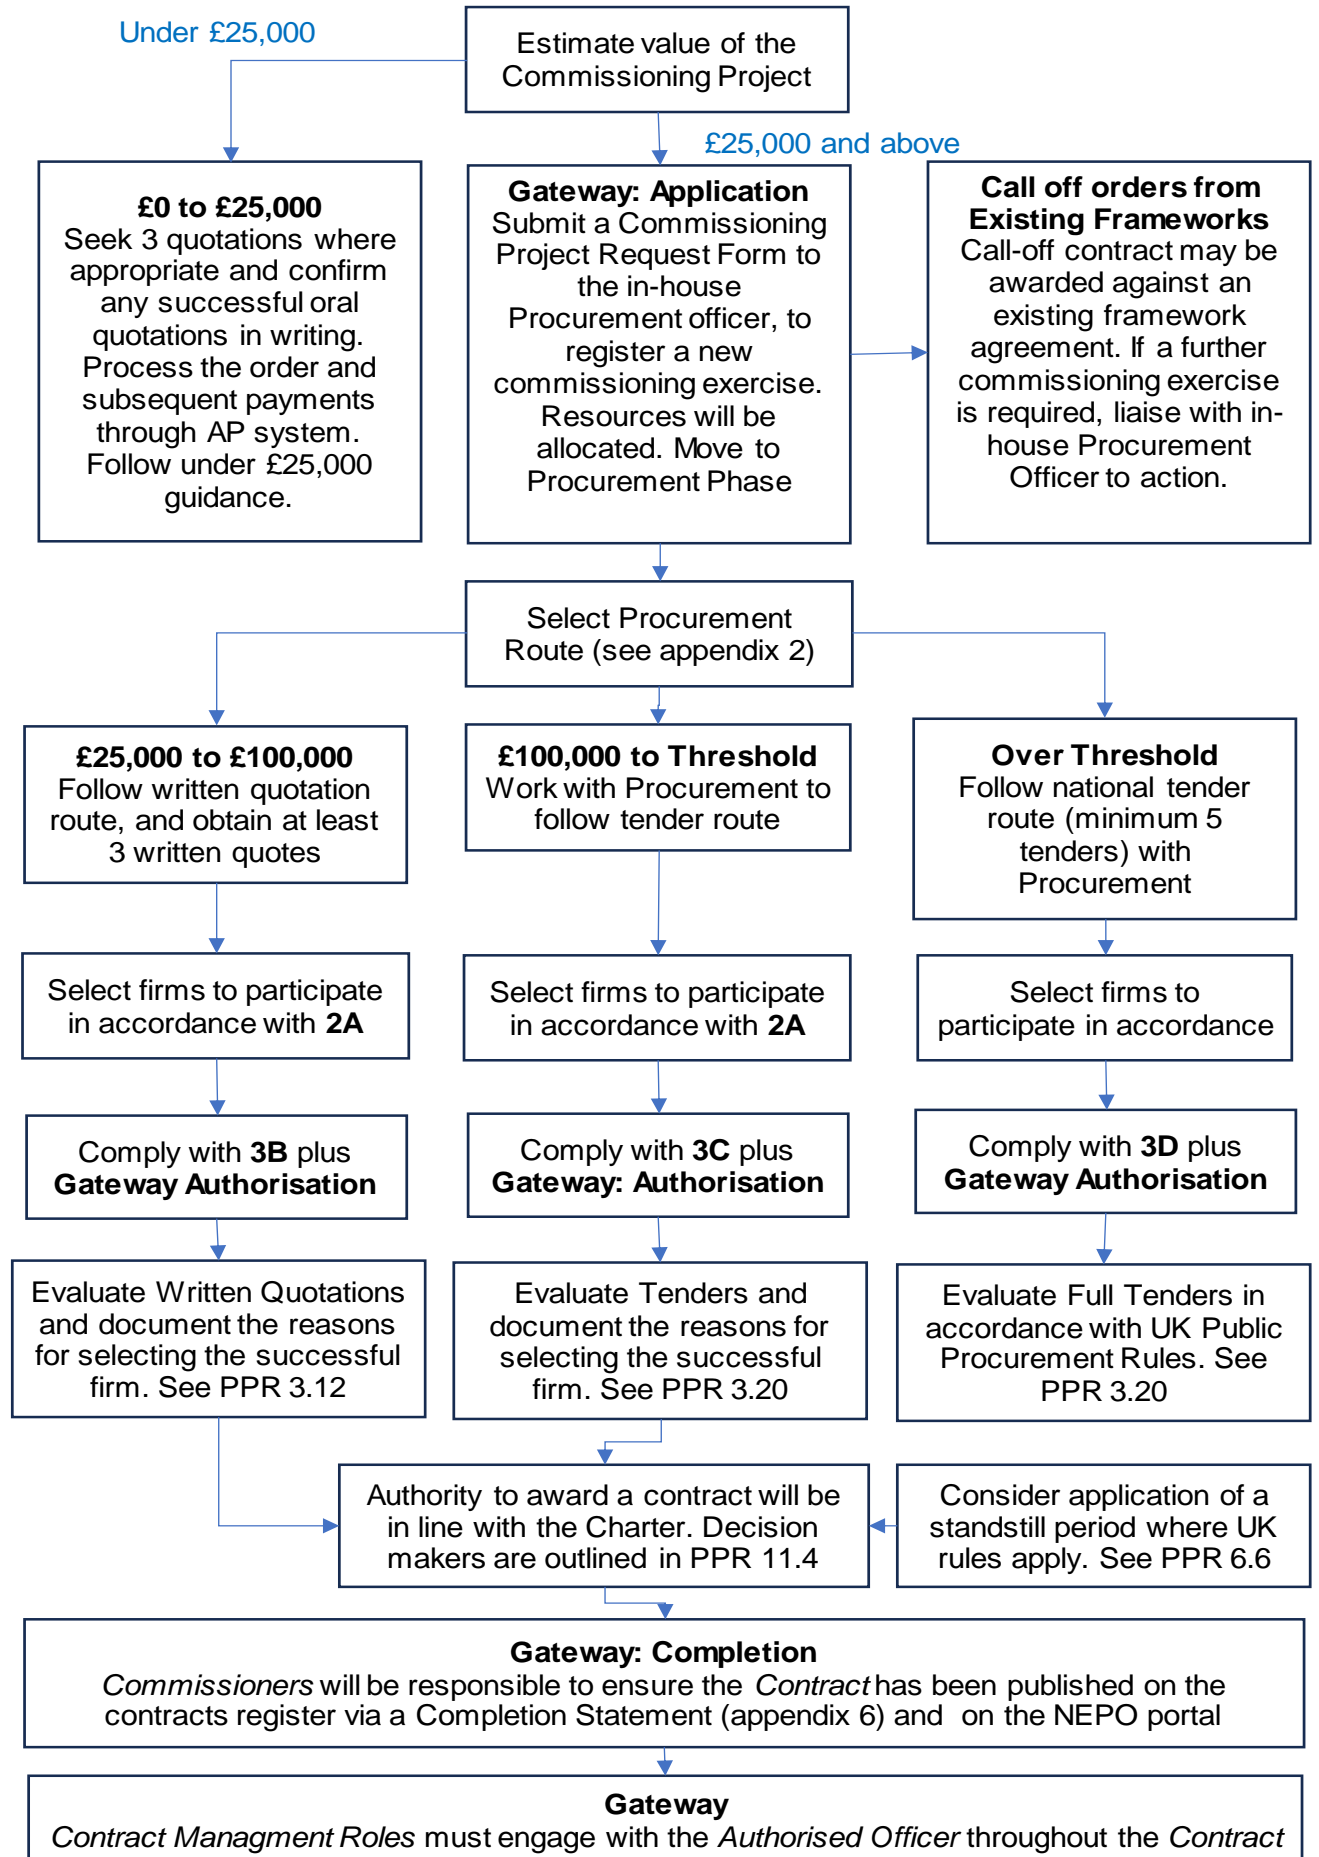 Under £25,000
Estimate value of the
Commissioning Project
£25,000 and above
£0 to £25,000
Seek 3 quotations where
appropriate and confirm
any successful oral
quotations in writing.
Process the order and
subsequent payments
through AP system.
Follow under £25,000
guidance.
Gateway: Application
Submit a Commissioning
Project Request Form to
the in-house
Procurement officer, to
register a new
commissioning exercise.
Resources will be
allocated. Move to
Procurement Phase
Call off orders from
Existing Frameworks
Call-off contract may be
awarded against an
existing framework
agreement. If a further
commissioning exercise
is required, liaise with in-
house Procurement
Officer to action.
Select Procurement
Route (see appendix 2)
£25,000 to £100,000
Follow written quotation
route, and obtain at least
3 written quotes
£100,000 to Threshold
Work with Procurement to
follow tender route
Over Threshold
Follow national tender
route (minimum 5
tenders) with
Procurement
Select firms to participate
in accordance with 2A
Select firms to participate
in accordance with 2A
Select firms to
participate in accordance
Comply with 3B plus
Gateway Authorisation
Comply with 3C plus
Gateway: Authorisation
Comply with 3D plus
Gateway Authorisation
Evaluate Written Quotations
and document the reasons
for selecting the successful
firm. See PPR 3.12
Evaluate Tenders and
document the reasons for
selecting the successful
firm. See PPR 3.20
Evaluate Full Tenders in
accordance with UK Public
Procurement Rules. See
PPR 3.20
Authority to award a contract will be
in line with the Charter. Decision
makers are outlined in PPR 11.4
Consider application of a
standstill period where UK
rules apply. See PPR 6.6
Gateway: Completion
Commissioners will be responsible to ensure the Contract has been published on the
contracts register via a Completion Statement (appendix 6) and on the NEPO portal
Gateway
Contract Managment Roles must engage with the Authorised Officer throughout the Contract